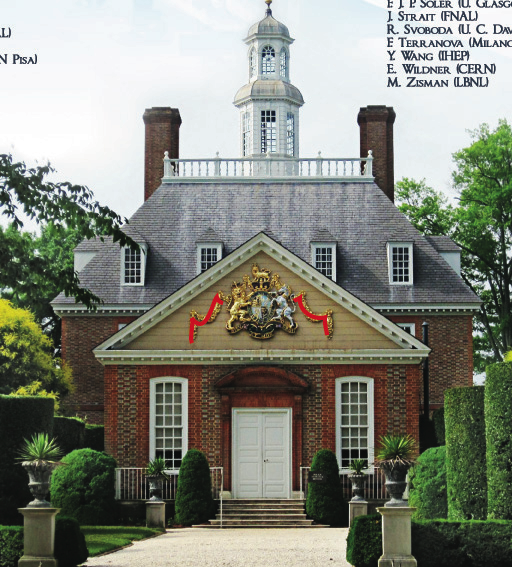 F. J. P. Soler (U. Glasgo
J. Strait (FNAL)
L)
R. Svoboda (U. C. Dav
F. Terranova (Milano
N Pisa)
Y. Wang (IHEP)
E. Wildner (CERN)
M. Zisman (LBNL)